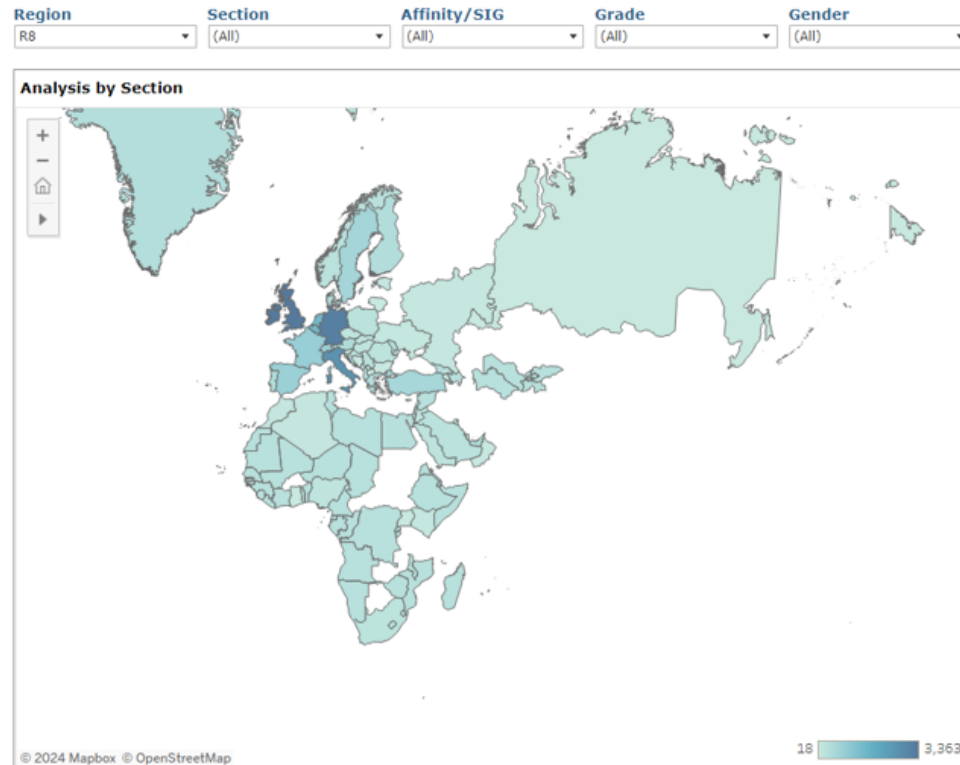 Region Section Affinity/SIG Grade Gender
R8 (All) (All) (All) (All)
Analysis by Section
18 3,363
© 2024 Mapbox © OpenStreetMap